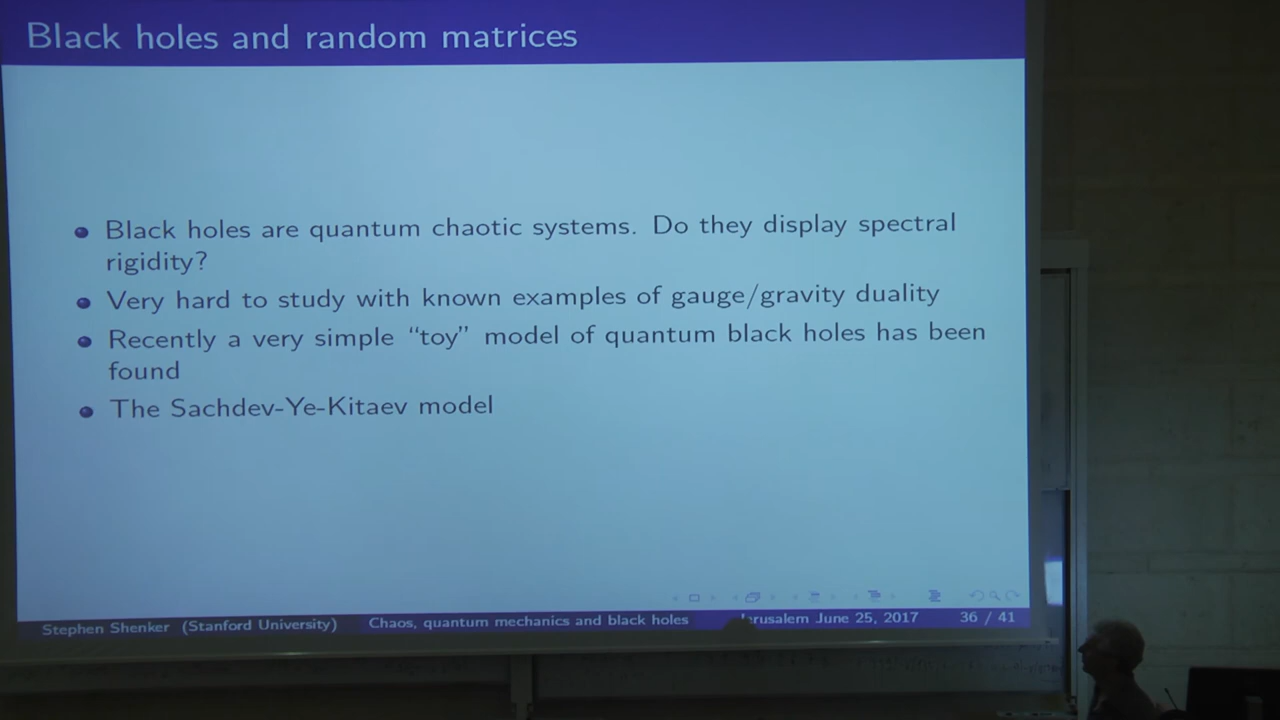 Black holes and random matrices
Black holes are quantum chaotic systems. Do they display spectral
rigidity?
Very hard to study with known examples of gauge/gravity duality
Recently a very simple “toy” model of quantum black holes has been
found
The Sachdev-Ye-Kitaev model
Stephen Shenker (Stanford University) Chaos, quantum mechanics and black holes June 25, 2017 36 / 41